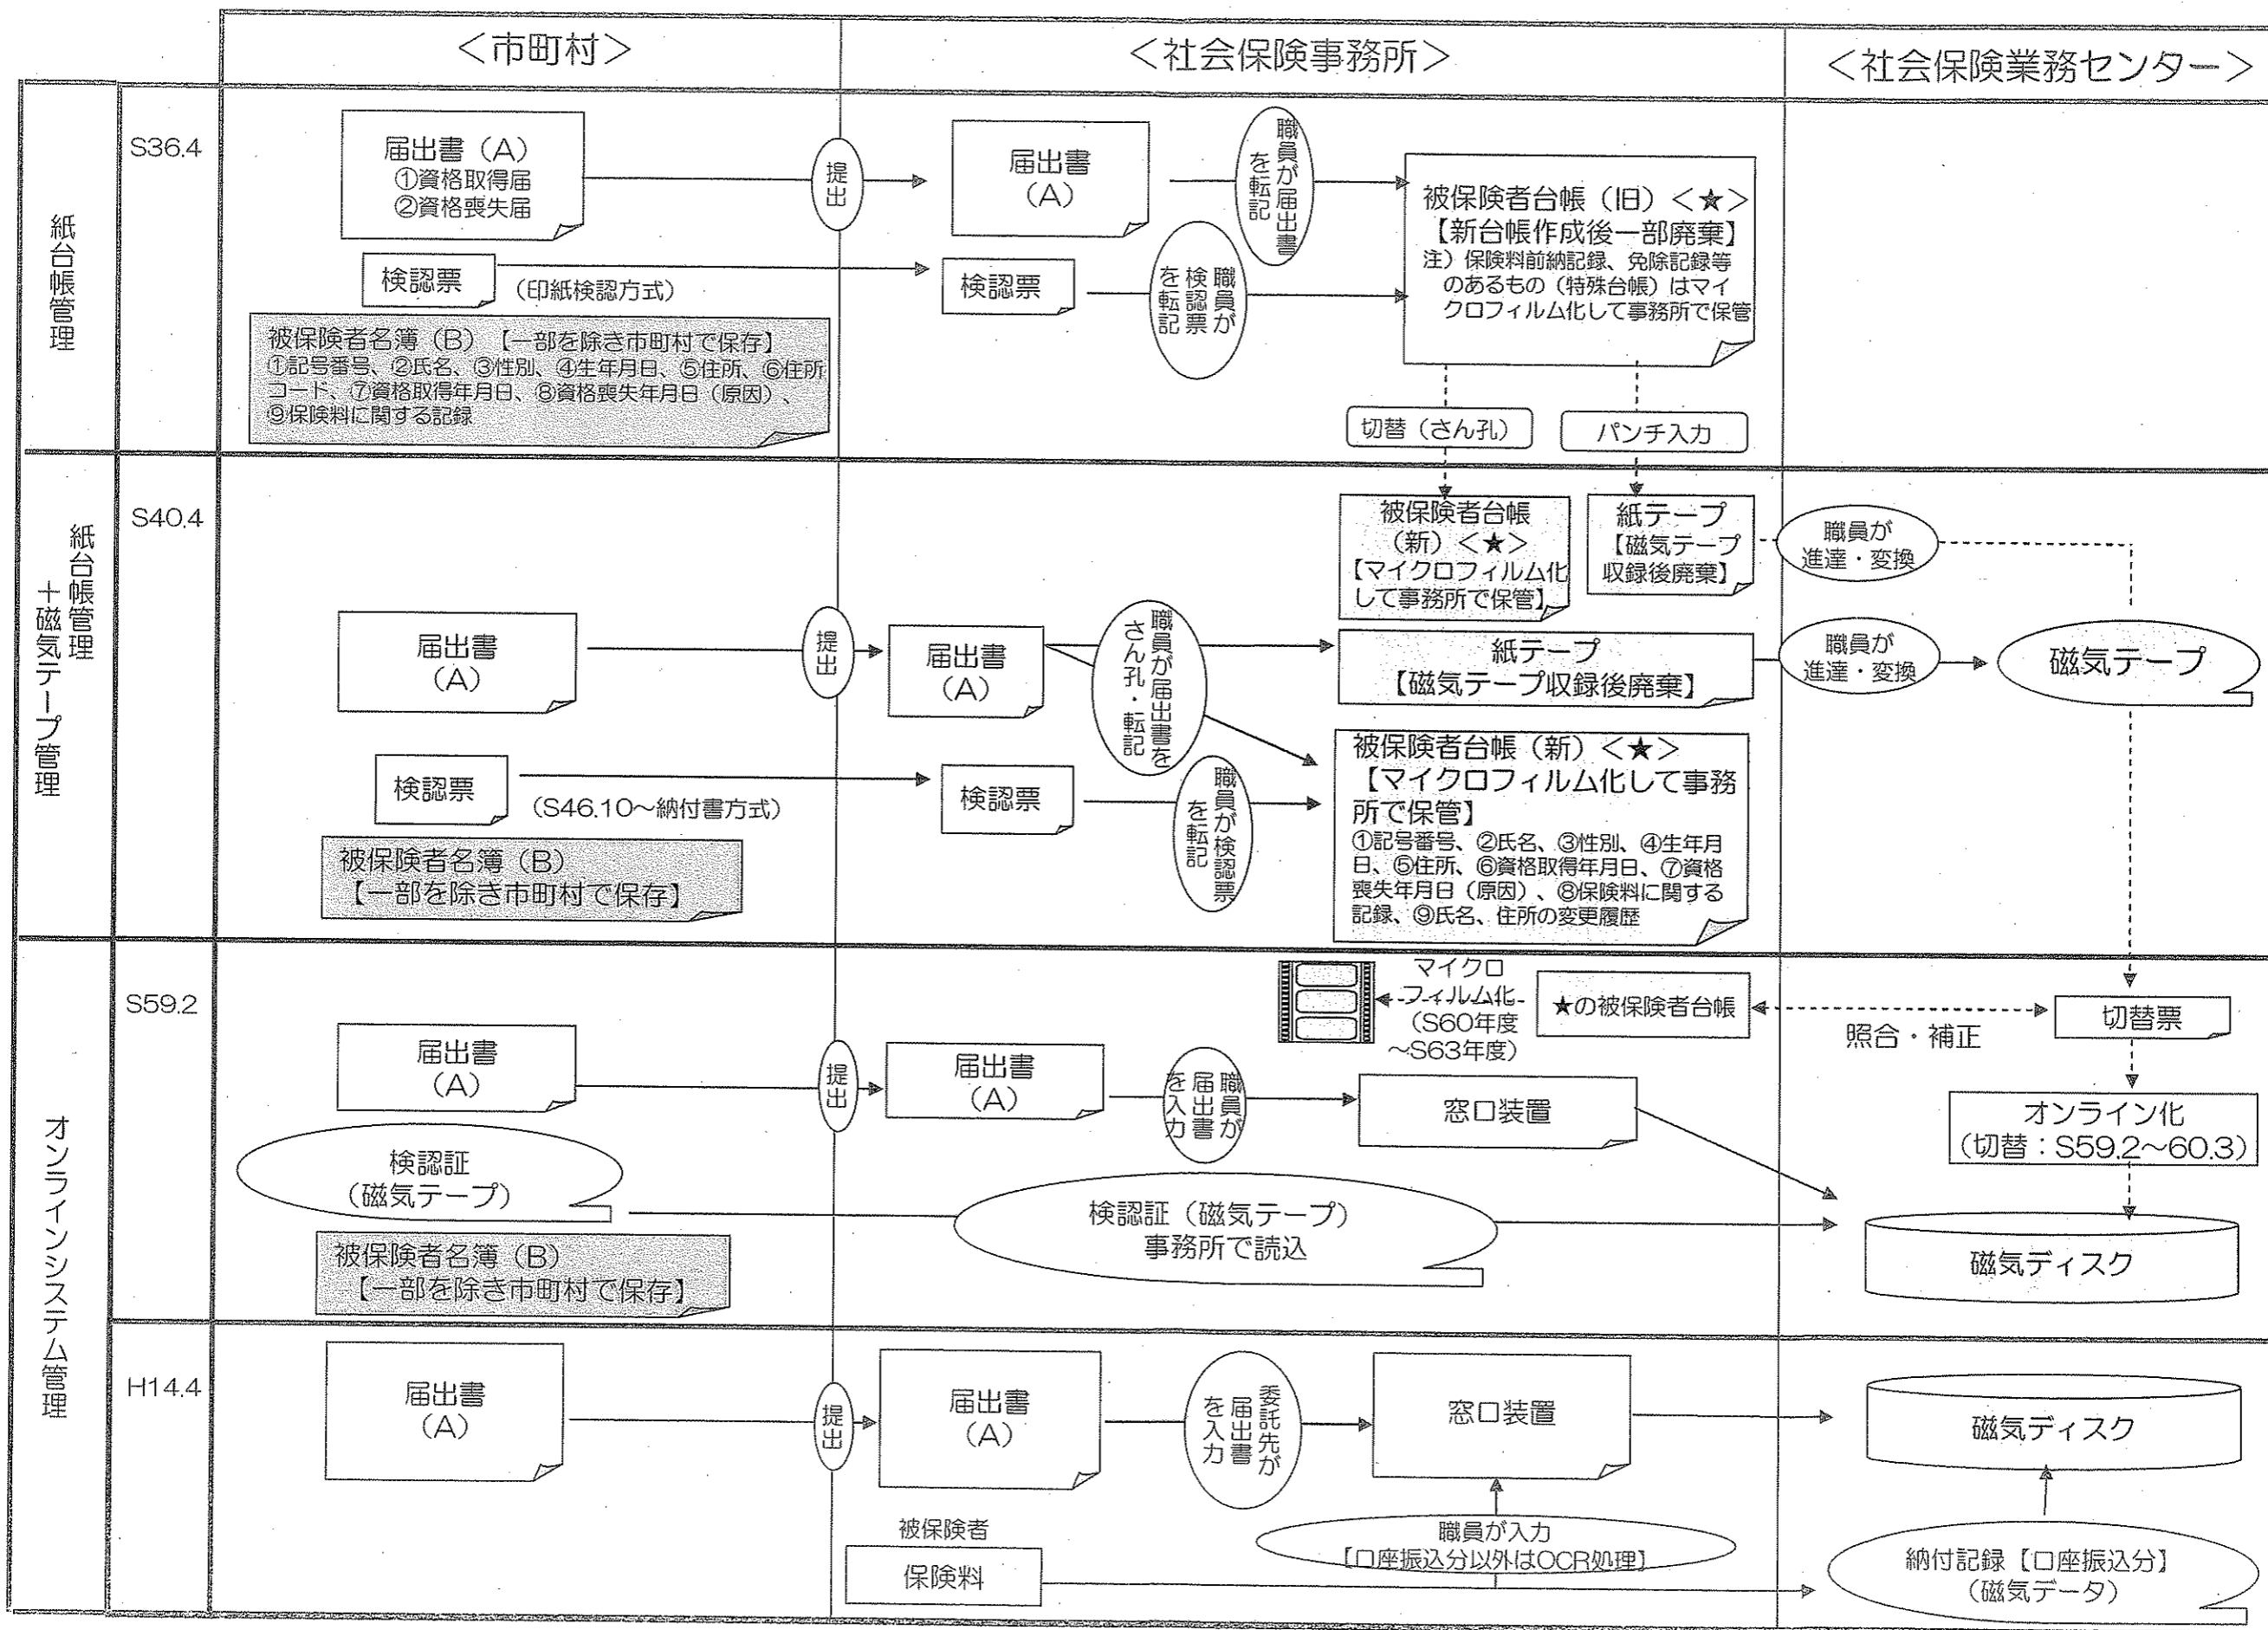 ＜市町村＞
＜社会保険事務所＞
＜社会保険業務センター＞
紙台帳管理
S36.4
届出書（A）
①資格取得届
②資格喪失届
提出
届出書
（A）
職員が届出書
を転記
被保険者台帳（旧）＜★＞
【新台帳作成後一部廃棄】
注）保険料前納記録、免除記録等
のあるもの（特殊台帳）はマイ
クロフィルム化して事務所で保管
検認票
（印紙検認方式）
検認票
職員が
検認票
を転記
被保険者名簿（B）【一部を除き市町村で保存】
①記号番号、②氏名、③性別、④生年月日、⑤住所、⑥住所
コード、⑦資格取得年月日、⑧資格喪失年月日（原因）、
⑨保険料に関する記録
切替（さん孔）
パンチ入力
紙台帳管理
＋磁気テープ管理
S40.4
被保険者台帳
（新）＜★＞
【マイクロフィルム化
して事務所で保管】
紙テープ
【磁気テープ
収録後廃棄】
職員が
進達・変換
届出書
（A）
提出
届出書
（A）
職員が届出書を
さん孔・転記
紙テープ
【磁気テープ収録後廃棄】
職員が
進達・変換
磁気テープ
検認票
（S46.10～納付書方式）
検認票
職員が検認票
を転記
被保険者台帳（新）＜★＞
【マイクロフィルム化して事務
所で保管】
①記号番号、②氏名、③性別、④生年月
日、⑤住所、⑥資格取得年月日、⑦資格
喪失年月日（原因）、⑧保険料に関する
記録、⑨氏名、住所の変更履歴
被保険者名簿（B）
【一部を除き市町村で保存】
オンラインシステム管理
S59.2
マイクロ
フィルム化
（S60年度
～S63年度）
★の被保険者台帳
照合・補正
切替票
届出書
（A）
提出
届出書
（A）
職員が
届出書
を入力
窓口装置
オンライン化
（切替：S59.2～60.3）
検認証
（磁気テープ）
検認証（磁気テープ）
事務所で読込
磁気ディスク
被保険者名簿（B）
【一部を除き市町村で保存】
H14.4
届出書
（A）
提出
届出書
（A）
委託先が
届出書
を入力
窓口装置
磁気ディスク
被保険者
保険料
職員が入力
【口座振込分以外はOCR処理】
納付記録【口座振込分】
（磁気データ）